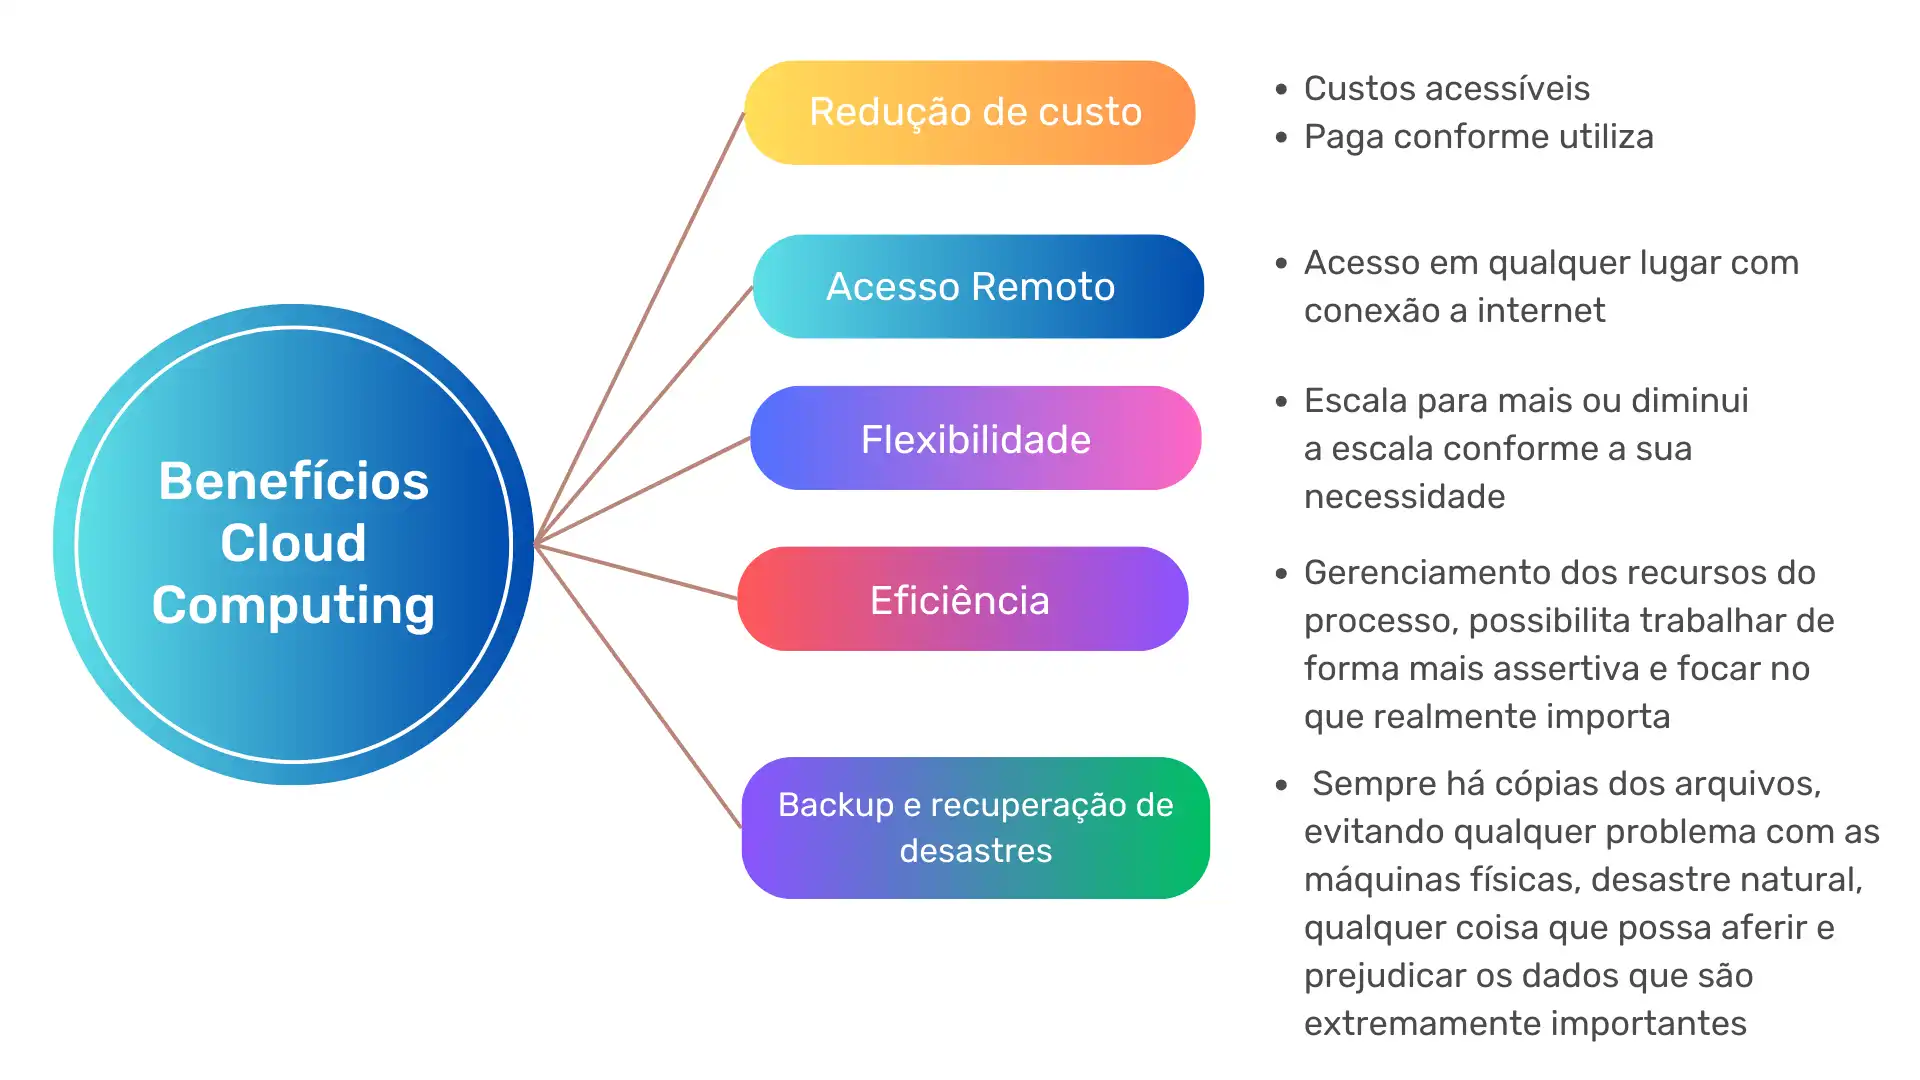 Benefícios
Cloud
Computing
Redução de custo
• Custos acessíveis
• Paga conforme utiliza
Acesso Remoto
• Acesso em qualquer lugar com
conexão a internet
Flexibilidade
• Escala para mais ou diminui
a escala conforme a sua
necessidade
Eficiência
• Gerenciamento dos recursos do
processo, possibilita trabalhar de
forma mais assertiva e focar no
que realmente importa
Backup e recuperação de
desastres
• Sempre há cópias dos arquivos,
evitando qualquer problema com as
máquinas físicas, desastre natural,
qualquer coisa que possa aferir e
prejudicar os dados que são
extremamente importantes